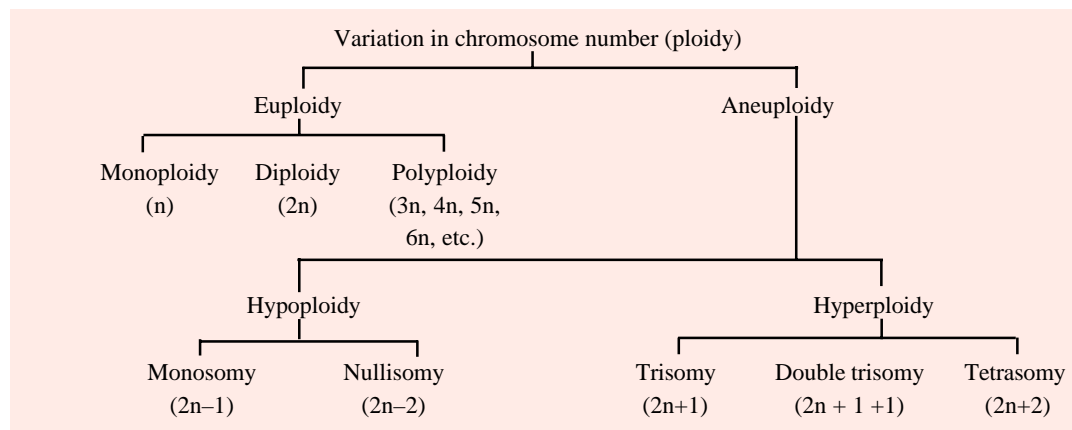 Variation in chromosome number (ploidy)
Euploidy Aneuploidy
Monoploidy Diploidy Polyploidy
(n) (2n) (3n, 4n, 5n,
6n, etc.)
Hypoploidy Hyperploidy
Monosomy Nullisomy Trisomy Double trisomy Tetrasomy
(2n–1) (2n–2) (2n+1) (2n + 1 +1) (2n+2)